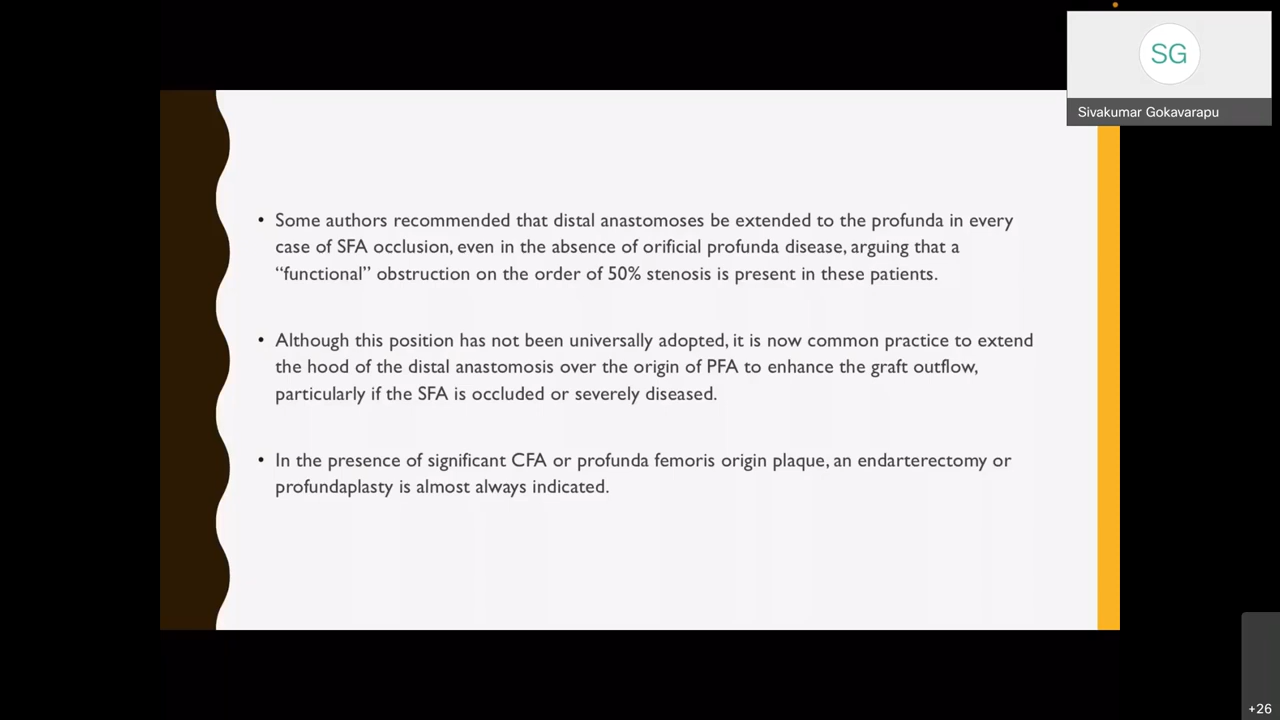 SG
Sivakumar Gokavarapu
• Some authors recommended that distal anastomoses be extended to the profunda in every
case of SFA occlusion, even in the absence of orificial profunda disease, arguing that a
“functional” obstruction on the order of 50% stenosis is present in these patients.
• Although this position has not been universally adopted, it is now common practice to extend
the hood of the distal anastomosis over the origin of PFA to enhance the graft outflow,
particularly if the SFA is occluded or severely diseased.
• In the presence of significant CFA or profunda femoris origin plaque, an endarterectomy or
profundaplasty is almost always indicated.
+26